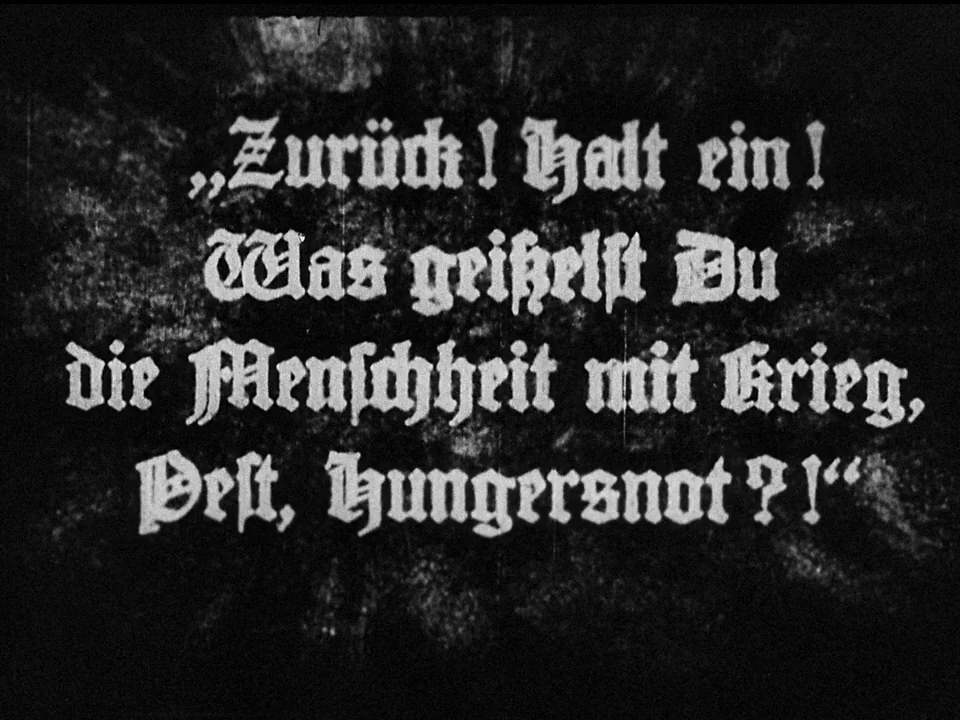 „Zurück! Halt ein!
Was geißelst Du
die Menschheit mit Krieg,
Pest, Hungersnot?!“